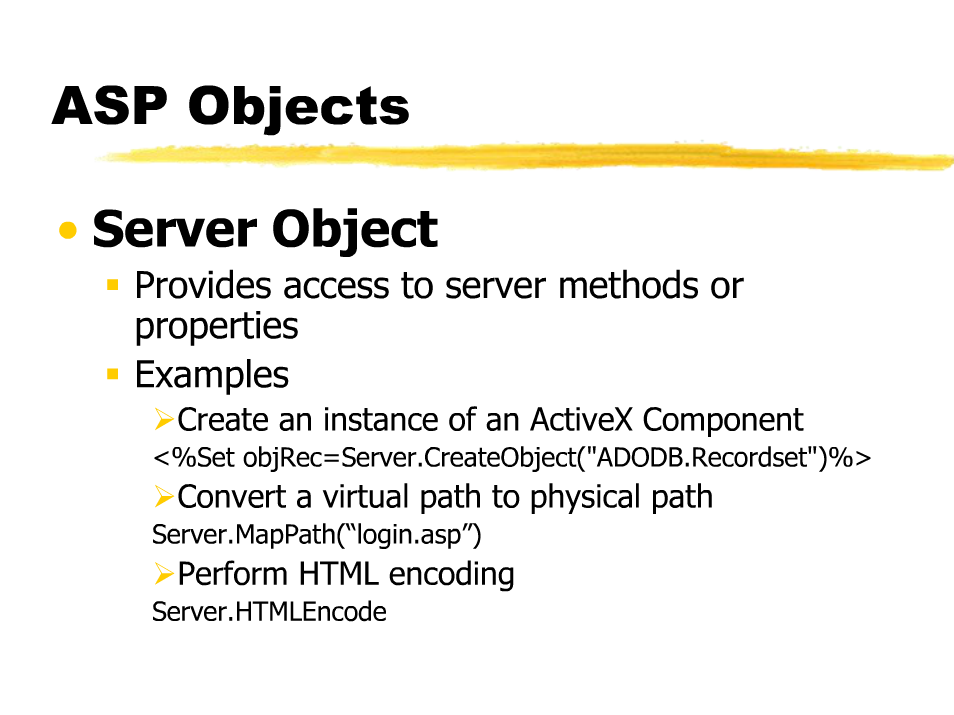 ASP Objects
• Server Object
▪ Provides access to server methods or
properties
▪ Examples
➢Create an instance of an ActiveX Component
<%Set objRec=Server.CreateObject("ADODB.Recordset")%>
➢Convert a virtual path to physical path
Server.MapPath(“login.asp”)
➢Perform HTML encoding
Server.HTMLEncode